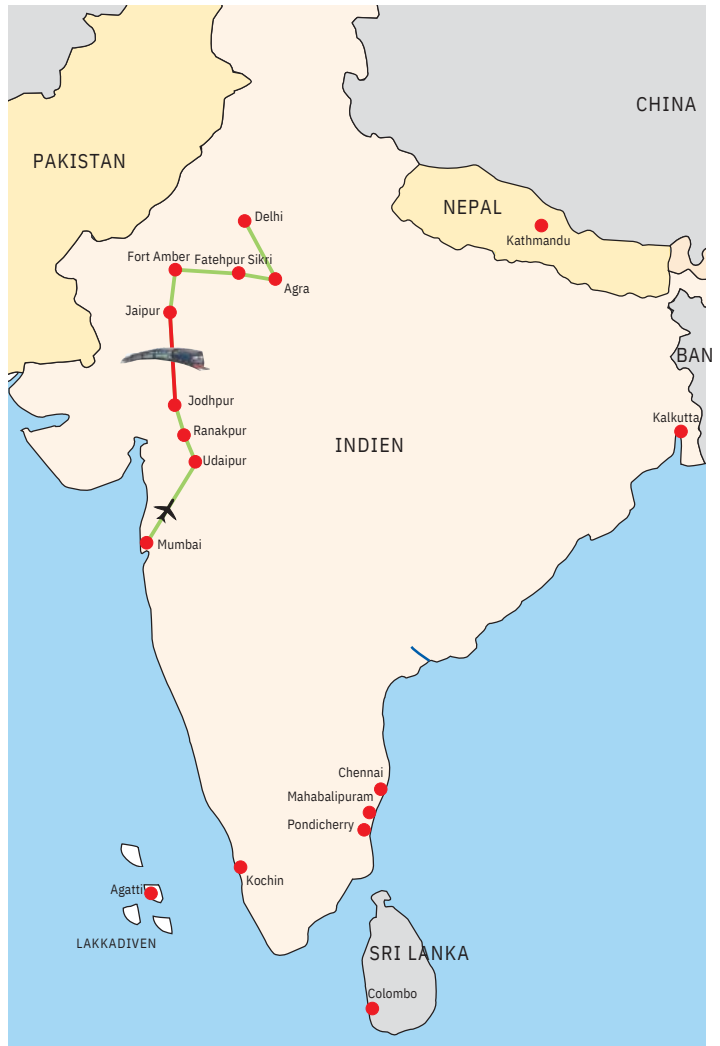 CHINA
PAKISTAN
NEPAL
Delhi
Kathmandu
Fort Amber
Fatehpur Sikri
Agra
Jaipur
BAN
Jodhpur
Kalkutta
Ranakpur
INDIEN
Udaipur
Mumbai
Chennai
Mahabalipuram
Pondicherry
Kochin
Agatti
LAKKADIVEN
SRI LANKA
Colombo